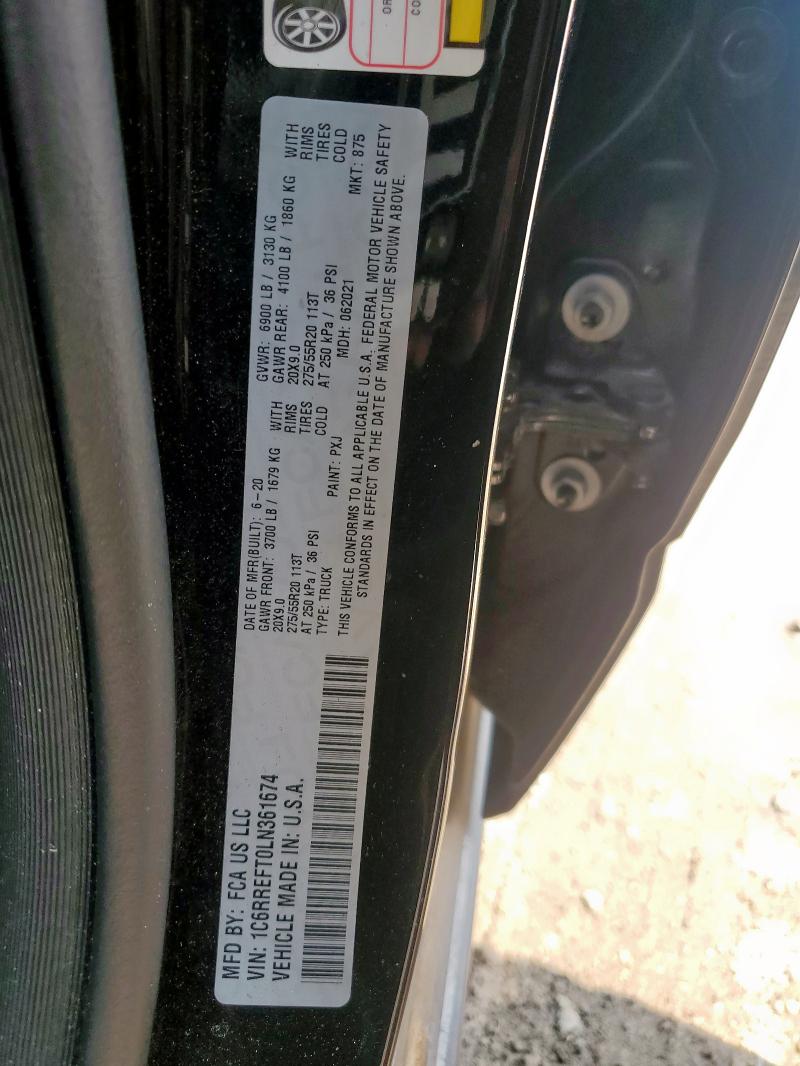 OR
CO
MFD BY: FCA US LLC
VIN: 1C6RREFT0LN361674
VEHICLE MADE IN: U.S.A.
DATE OF MFR(BUILT): 6-20 GVWR: 6900 LB / 3130 KG
GAWR FRONT: 3700 LB / 1679 KG WITH GAWR REAR: 4100 LB / 1860 KG WITH
20X9.0 RIMS 20X9.0 RIMS
275/55R20 113T TIRES 275/55R20 113T TIRES
AT 250 kPa / 36 PSI COLD AT 250 kPa / 36 PSI COLD
TYPE: TRUCK PAINT: PXJ MDH: 062021 MKT: 875
THIS VEHICLE CONFORMS TO ALL APPLICABLE U.S.A. FEDERAL MOTOR VEHICLE SAFETY
STANDARDS IN EFFECT ON THE DATE OF MANUFACTURE SHOWN ABOVE.